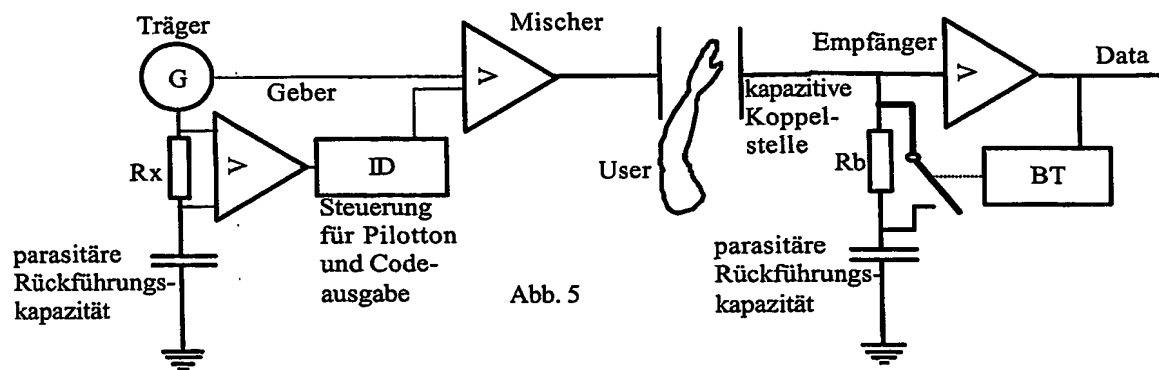 Träger
G
Geber
Mischer
V
Rx
V
ID
Steuerung
für Pilotton
und Code-
ausgabe
parasitäre
Rückführungs-
kapazität
Abb. 5
User
kapazitive
Koppel-
stelle
Empfänger
V
Data
Rb
BT
parasitäre
Rückführungs-
kapazität